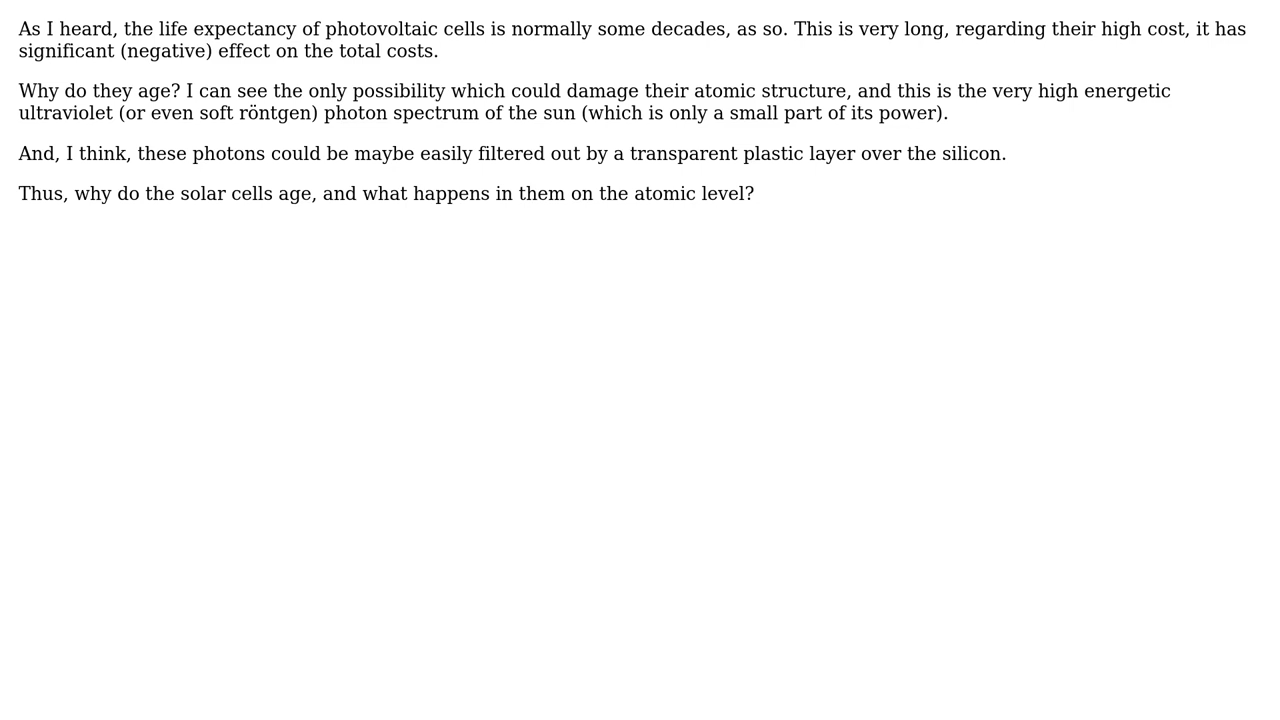 As I heard, the life expectancy of photovoltaic cells is normally some decades, as so. This is very long, regarding their high cost, it has
significant (negative) effect on the total costs.
Why do they age? I can see the only possibility which could damage their atomic structure, and this is the very high energetic
ultraviolet (or even soft röntgen) photon spectrum of the sun (which is only a small part of its power).
And, I think, these photons could be maybe easily filtered out by a transparent plastic layer over the silicon.
Thus, why do the solar cells age, and what happens in them on the atomic level?